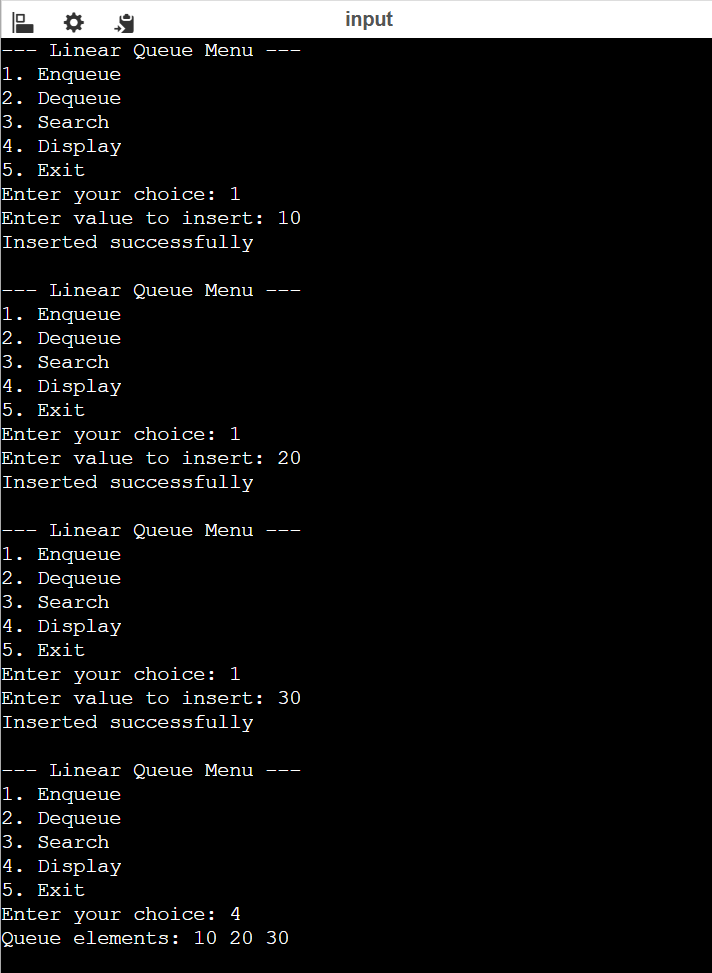 input
--- Linear Queue Menu ---
1. Enqueue
2. Dequeue
3. Search
4. Display
5. Exit
Enter your choice: 1
Enter value to insert: 10
Inserted successfully

--- Linear Queue Menu ---
1. Enqueue
2. Dequeue
3. Search
4. Display
5. Exit
Enter your choice: 1
Enter value to insert: 20
Inserted successfully

--- Linear Queue Menu ---
1. Enqueue
2. Dequeue
3. Search
4. Display
5. Exit
Enter your choice: 1
Enter value to insert: 30
Inserted successfully

--- Linear Queue Menu ---
1. Enqueue
2. Dequeue
3. Search
4. Display
5. Exit
Enter your choice: 4
Queue elements: 10 20 30